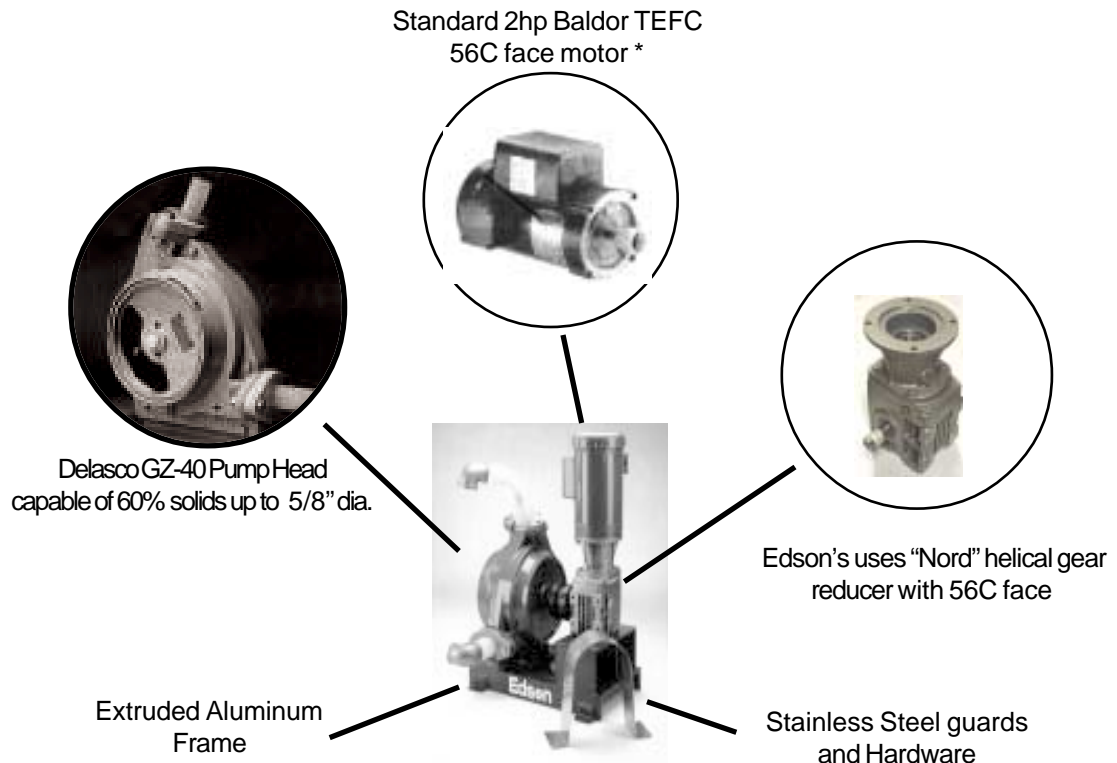 Standard 2hp Baldor TEFC
56C face motor *
Delasco GZ-40 Pump Head
capable of 60% solids up to 5/8” dia.
Edson's uses “Nord” helical gear
reducer with 56C face
Edson
Extruded Aluminum
Frame
Stainless Steel guards
and Hardware